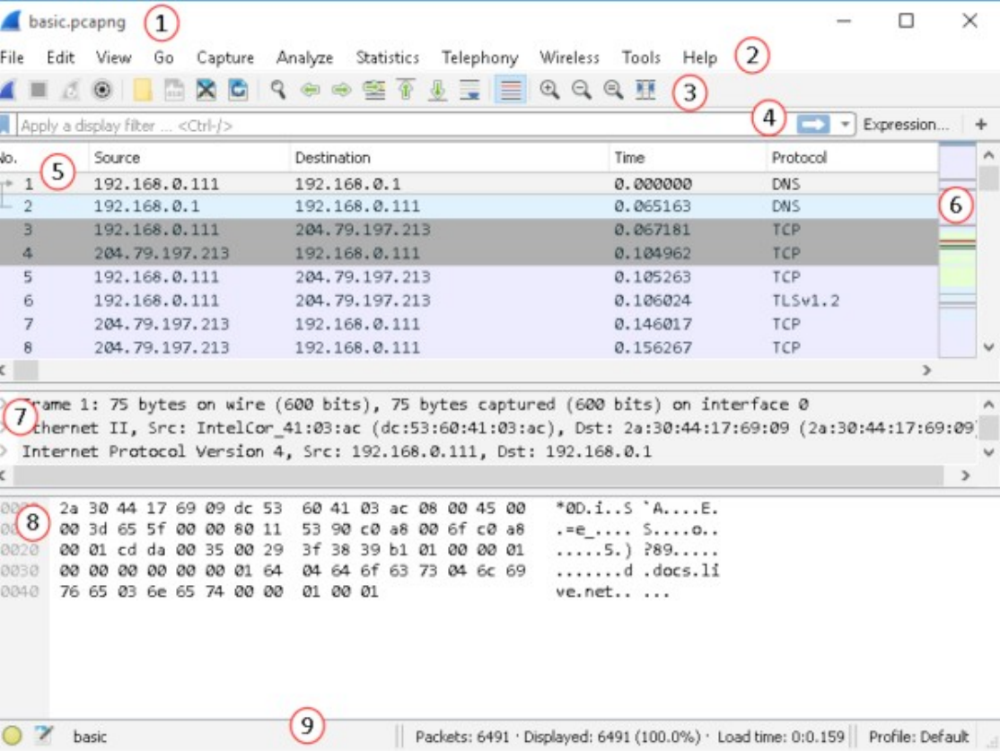 basic.pcapng 1
File Edit View Go Capture Analyze Statistics Telephony Wireless Tools Help 2
3
Apply a display filter ... <Ctrl-/> 4 Expression... +
No. Source Destination Time Protocol
5
1 192.168.0.111 192.168.0.1 0.000000 DNS
2 192.168.0.1 192.168.0.111 0.065163 DNS
6
3 192.168.0.111 204.79.197.213 0.067181 TCP
4 204.79.197.213 192.168.0.111 0.104962 TCP
5 192.168.0.111 204.79.197.213 0.105263 TCP
6 192.168.0.111 204.79.197.213 0.106024 TLSv1.2
7 204.79.197.213 192.168.0.111 0.146017 TCP
8 204.79.197.213 192.168.0.111 0.156267 TCP
Frame 1: 75 bytes on wire (600 bits), 75 bytes captured (600 bits) on interface 0
7
Ethernet II, Src: IntelCor_41:03:ac (dc:53:60:41:03:ac), Dst: 2a:30:44:17:69:09 (2a:30:44:17:69:09)
Internet Protocol Version 4, Src: 192.168.0.111, Dst: 192.168.0.1
2a 30 44 17 69 09 dc 53 60 41 03 ac 08 00 45 00 *0D.i..S `A....E.
8
00 3d 65 5f 00 00 80 11 53 90 c0 a8 00 6f c0 a8 .=e_.... S....o..
0020 00 01 cd da 00 35 00 29 3f 38 39 b1 01 00 00 01 .....5.) ?89.....
0030 00 00 00 00 00 00 01 64 04 64 6f 63 73 04 6c 69 .......d .docs.li
0040 76 65 03 6e 65 74 00 00 01 00 01 ve.net.. ...
9
basic Packets: 6491 · Displayed: 6491 (100.0%) · Load time: 0:0.159 Profile: Default